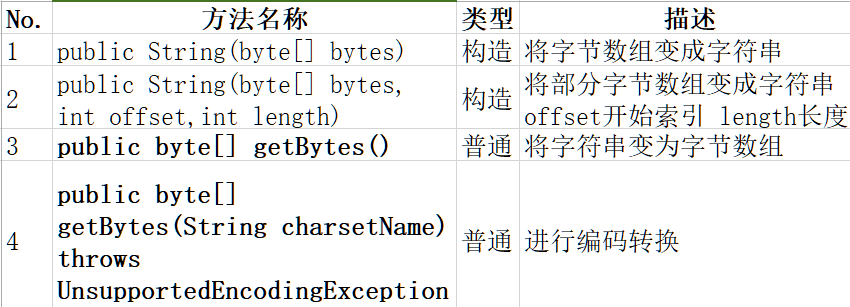 No. 方法名称 类型 描述
1 public String(byte[] bytes) 构造 将字节数组变成字符串
2 public String(byte[] bytes, int offset,int length) 构造 将部分字节数组变成字符串 offset开始索引 length长度
3 public byte[] getBytes() 普通 将字符串变为字节数组
4 public byte[] getBytes(String charsetName) throws UnsupportedEncodingException 普通 进行编码转换